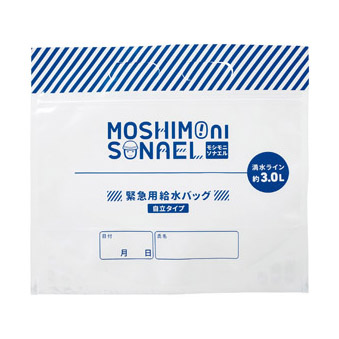 MOSHIMOni
SONAEL
モシモニ
ソナエル
満水ライン
約3.0L
緊急用給水バッグ
自立タイプ
日付
月 日
氏名